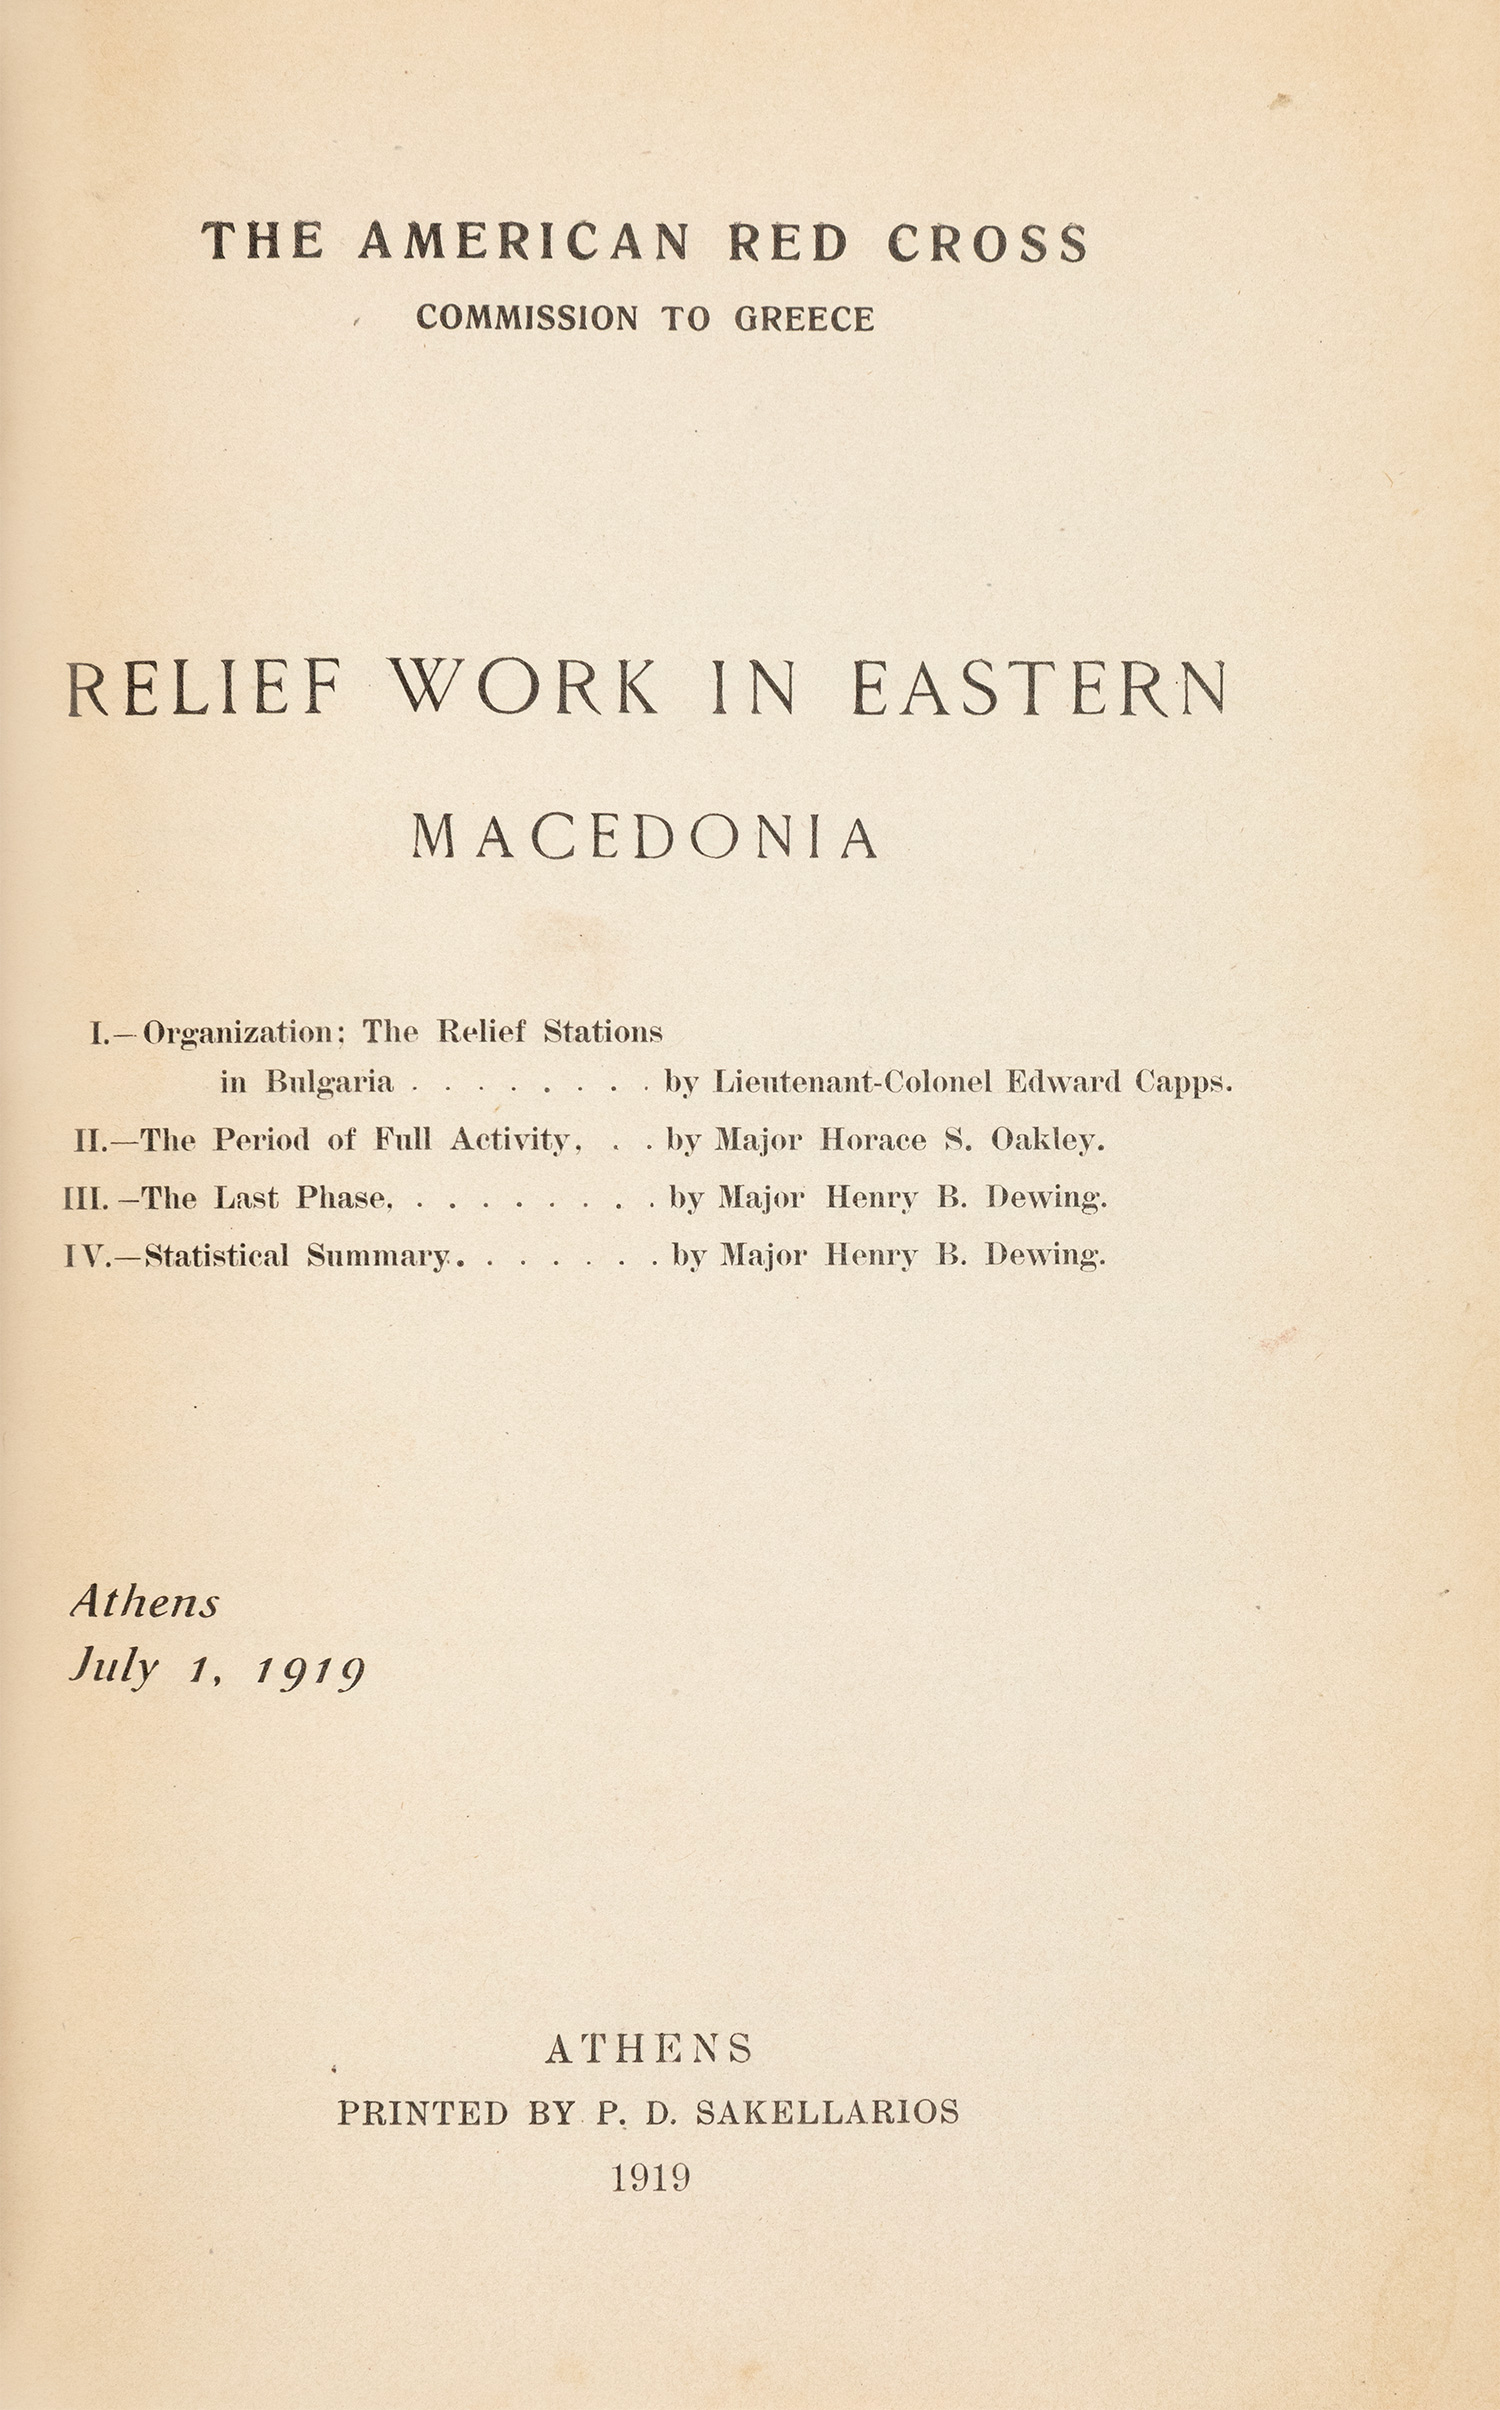 THE AMERICAN RED CROSS
COMMISSION TO GREECE
RELIEF WORK IN EASTERN
MACEDONIA
I.—Organization; The Relief Stations
in Bulgaria . . . . . . . . by Lieutenant-Colonel Edward Capps.
II.—The Period of Full Activity, . . by Major Horace S. Oakley.
III.—The Last Phase, . . . . . . . . by Major Henry B. Dewing.
IV.—Statistical Summary. . . . . . . by Major Henry B. Dewing.
Athens
July 1, 1919
ATHENS
PRINTED BY P. D. SAKELLARIOS
1919